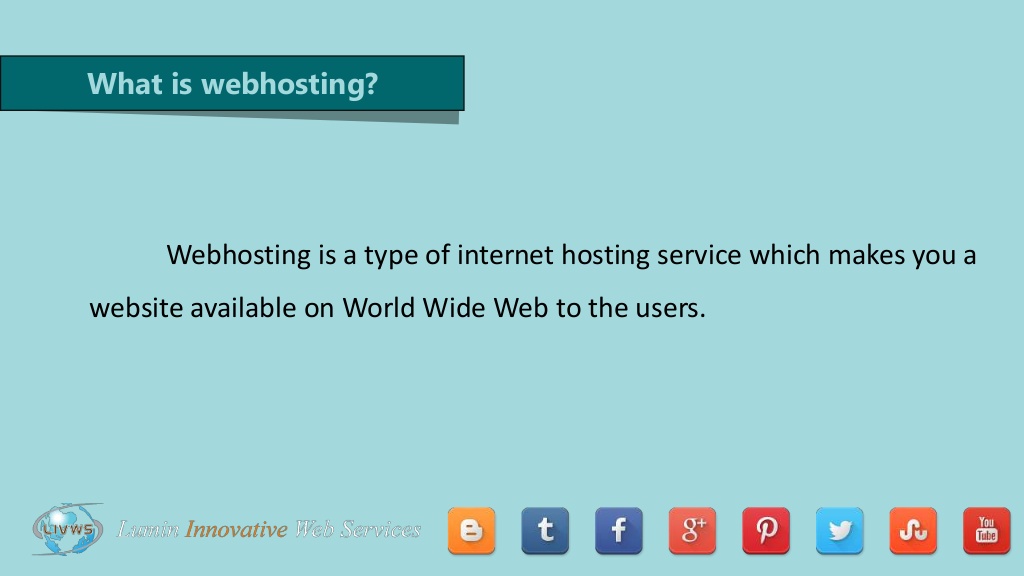 What is webhosting?
Webhosting is a type of internet hosting service which makes you a
website available on World Wide Web to the users.
LIVWS
Lumin Innovative Web Services
B t f g+ P
You
Tube